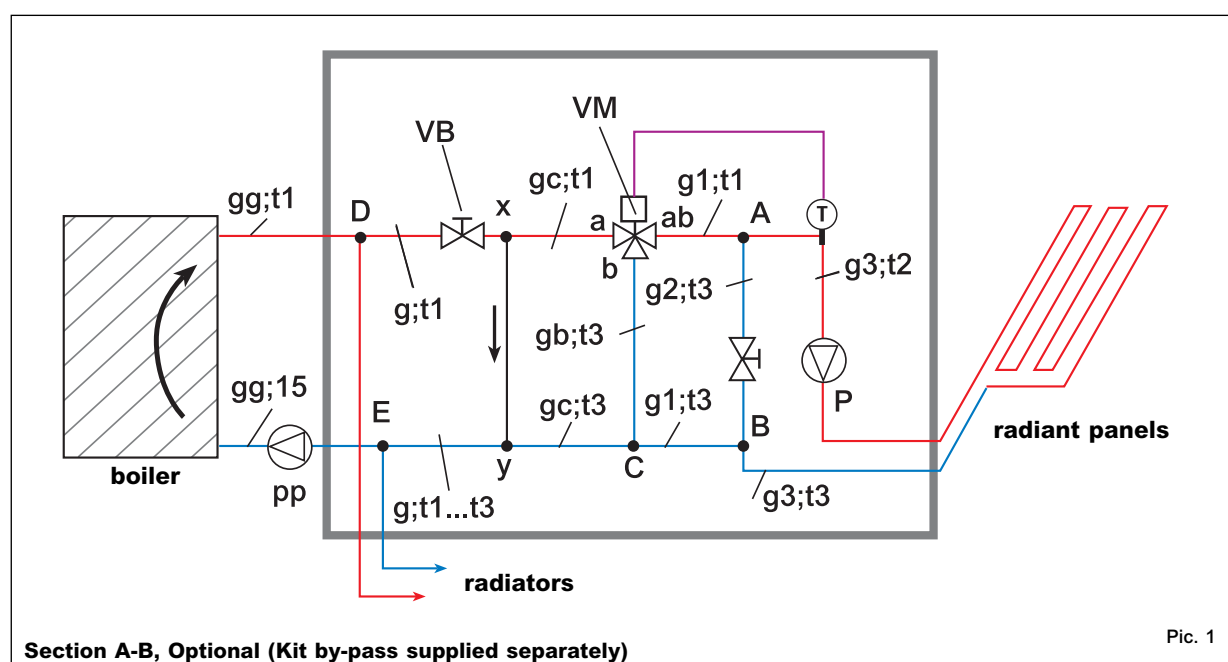 VM
VB
gc;t1
g1;t1
gg;t1
D
x
a
ab
A
T
b
g;t1
g2;t3
g3;t2
gb;t3
gg;15
E
gc;t3
g1;t3
P
B
radiant panels
boiler
pp
y
C
g;t1...t3
g3;t3
radiators
Section A-B, Optional (Kit by-pass supplied separately)
Pic. 1